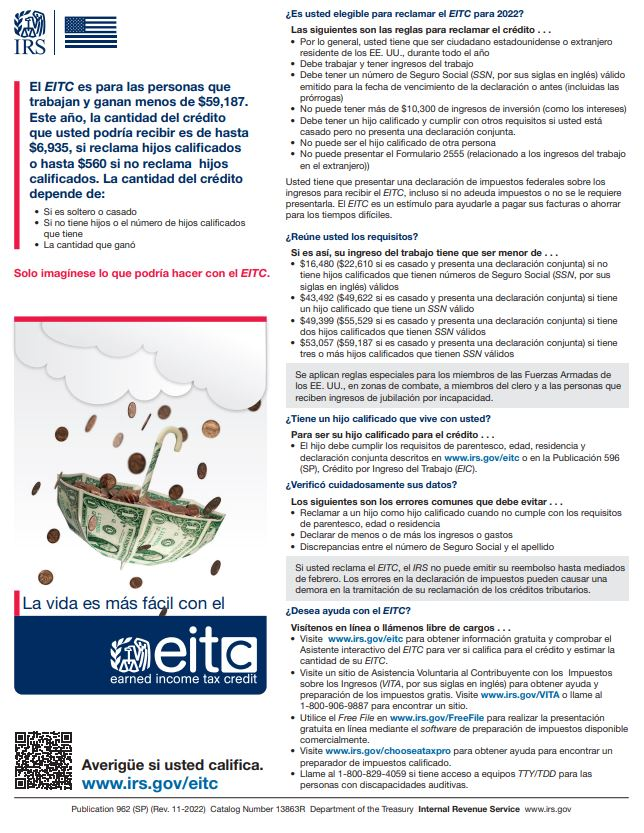 IRS
El EITC es para las personas que
trabajan y ganan menos de $59,187.
Este año, la cantidad del crédito
que usted podría recibir es de hasta
$6,935, si reclama hijos calificados
o hasta $560 si no reclama hijos
calificados. La cantidad del crédito
depende de:
• Si es soltero o casado
• Si no tiene hijos o el número de hijos calificados
que tiene
• La cantidad que ganó
Solo imagínese lo que podría hacer con el EITC.
La vida es más fácil con el
eitc
earned income tax credit
Averigüe si usted califica.
www.irs.gov/eitc
¿Es usted elegible para reclamar el EITC para 2022?
Las siguientes son las reglas para reclamar el crédito . . .
• Por lo general, usted tiene que ser ciudadano estadounidense o extranjero
residente de los EE. UU., durante todo el año
• Debe trabajar y tener ingresos del trabajo
• Debe tener un número de Seguro Social (SSN, por sus siglas en inglés) válido
emitido para la fecha de vencimiento de la declaración o antes (incluidas las
prórrogas)
• No puede tener más de $10,300 de ingresos de inversión (como los intereses)
• Debe tener un hijo calificado y cumplir con otros requisitos si usted está
casado pero no presenta una declaración conjunta.
• No puede ser el hijo calificado de otra persona
• No puede presentar el Formulario 2555 (relacionado a los ingresos del trabajo
en el extranjero))
Usted tiene que presentar una declaración de impuestos federales sobre los
ingresos para recibir el EITC, incluso si no adeuda impuestos o no se le requiere
presentarla. El EITC es un estímulo para ayudarle a pagar sus facturas o ahorrar
para los tiempos difíciles.
¿Reúne usted los requisitos?
Si es así, su ingreso del trabajo tiene que ser menor de . . .
• $16,480 ($22,610 si es casado y presenta una declaración conjunta) si no
tiene hijos calificados que tienen números de Seguro Social (SSN, por sus
siglas en inglés) válidos
• $43,492 ($49,622 si es casado y presenta una declaración conjunta) si tiene
un hijo calificado que tiene un SSN válido
• $49,399 ($55,529 si es casado y presenta una declaración conjunta) si tiene
dos hijos calificados que tienen SSN válidos
• $53,057 ($59,187 si es casado y presenta una declaración conjunta) si tiene
tres o más hijos calificados que tienen SSN válidos
Se aplican reglas especiales para los miembros de las Fuerzas Armadas de
los EE. UU., en zonas de combate, a miembros del clero y a las personas que
reciben ingresos de jubilación por incapacidad.
¿Tiene un hijo calificado que vive con usted?
Para ser su hijo calificado para el crédito . . .
• El hijo debe cumplir los requisitos de parentesco, edad, residencia y
declaración conjunta descritos en www.irs.gov/eitc o en la Publicación 596
(SP), Crédito por Ingreso del Trabajo (EIC).
¿Verificó cuidadosamente sus datos?
Los siguientes son los errores comunes que debe evitar . . .
• Reclamar a un hijo como hijo calificado cuando no cumple con los requisitos
de parentesco, edad o residencia
• Declarar de menos o de más los ingresos o gastos
• Discrepancias entre el número de Seguro Social y el apellido
Si usted reclama el EITC, el IRS no puede emitir su reembolso hasta mediados
de febrero. Los errores en la declaración de impuestos pueden causar una
demora en la tramitación de su reclamación de los créditos tributarios.
¿Desea ayuda con el EITC?
Visítenos en línea o llámenos libre de cargos . . .
• Visite www.irs.gov/eitc para obtener información gratuita y comprobar el
Asistente interactivo del EITC para ver si califica para el crédito y estimar la
cantidad de su EITC.
• Visite un sitio de Asistencia Voluntaria al Contribuyente con los Impuestos
sobre los Ingresos (VITA, por sus siglas en inglés) para obtener ayuda y
preparación de los impuestos gratis. Visite www.irs.gov/VITA o llame al
1-800-906-9887 para encontrar un sitio.
• Utilice el Free File en www.irs.gov/FreeFile para realizar la presentación
gratuita en línea mediante el software de preparación de impuestos disponible
comercialmente.
• Visite www.irs.gov/chooseataxpro para obtener ayuda para encontrar un
preparador de impuestos calificado.
• Llame al 1-800-829-4059 si tiene acceso a equipos TTY/TDD para las
personas con discapacidades auditivas.
Publication 962 (SP) (Rev. 11-2022) Catalog Number 13863R Department of the Treasury Internal Revenue Service www.irs.gov